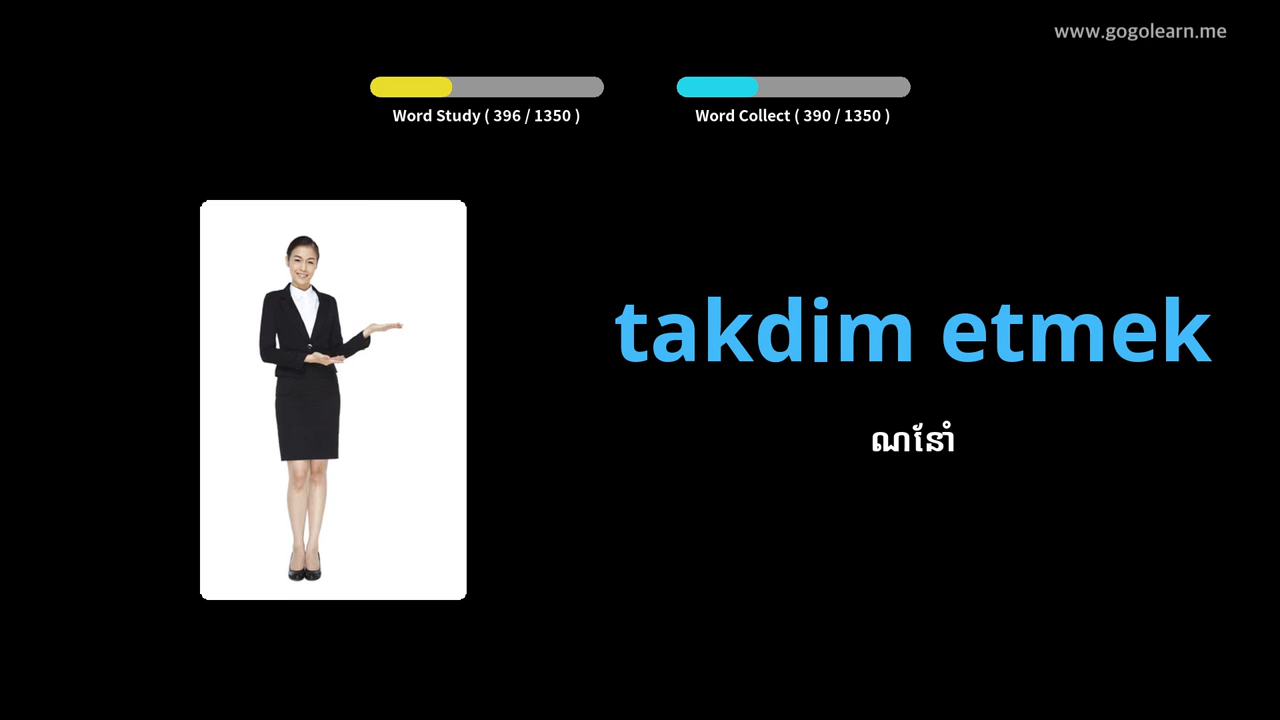 www.gogolearn.me
Word Study ( 396 / 1350 )
Word Collect ( 390 / 1350 )
takdim etmek
ណែនាំ